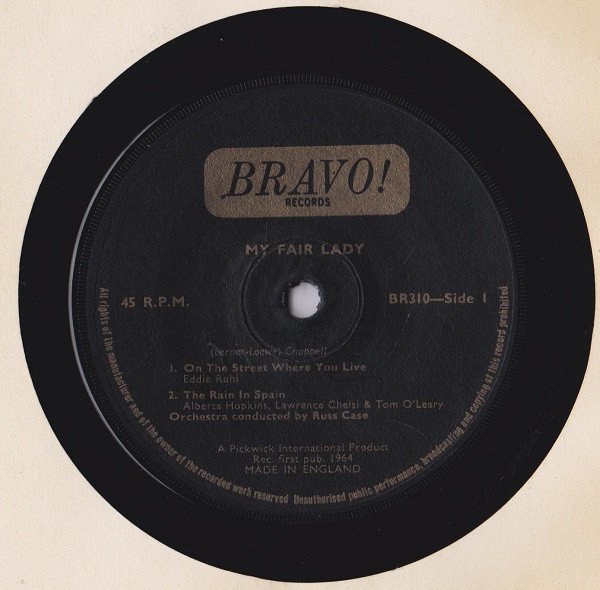 BRAVO!
RECORDS
MY FAIR LADY
45 R.P.M.
BR310—Side 1
(Lerner-Loewe) Chappell
1. On The Street Where You Live
Eddie Ruhl
2. The Rain In Spain
Alberta Hopkins, Lawrence Chelsi & Tom O'Leary
Orchestra conducted by Russ Case
A Pickwick International Product
Rec. first pub. 1964
MADE IN ENGLAND
All rights of the manufacturer and of the owner of the recorded work reserved Unauthorised public performance, broadcasting and copying of this record prohibited